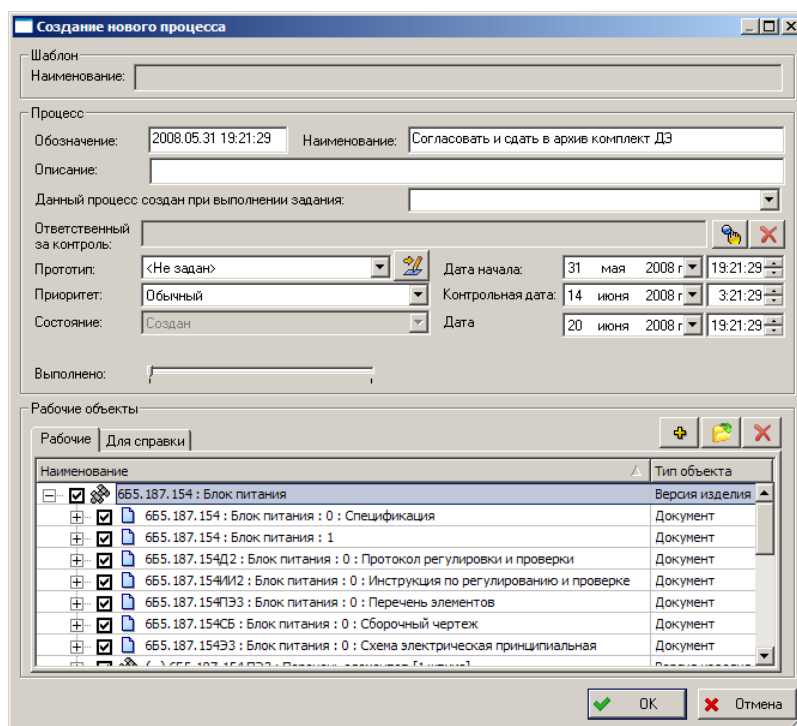 Создание нового процесса
Шаблон
Наименование:
Процесс
Обозначение: 2008.05.31 19:21:29 Наименование: Согласовать и сдать в архив комплект ДЭ
Описание:
Данный процесс создан при выполнении задания:
Ответственный
за контроль:
Прототип: <Не задан> Дата начала: 31 мая 2008 г 19:21:29
Приоритет: Обычный Контрольная дата: 14 июня 2008 г 3:21:29
Состояние: Создан Дата 20 июня 2008 г 19:21:29
Выполнено:
Рабочие объекты
Рабочие Для справки
Наименование Тип объекта
6Б5.187.154 : Блок питания Версия изделия
6Б5.187.154 : Блок питания : 0 : Спецификация Документ
6Б5.187.154 : Блок питания : 1 Документ
6Б5.187.154Д2 : Блок питания : 0 : Протокол регулировки и проверки Документ
6Б5.187.154ИИ2 : Блок питания : 0 : Инструкция по регулированию и проверке Документ
6Б5.187.154ПЭ3 : Блок питания : 0 : Перечень элементов Документ
6Б5.187.154СБ : Блок питания : 0 : Сборочный чертеж Документ
6Б5.187.154Э3 : Блок питания : 0 : Схема электрическая принципиальная Документ
OK Отмена